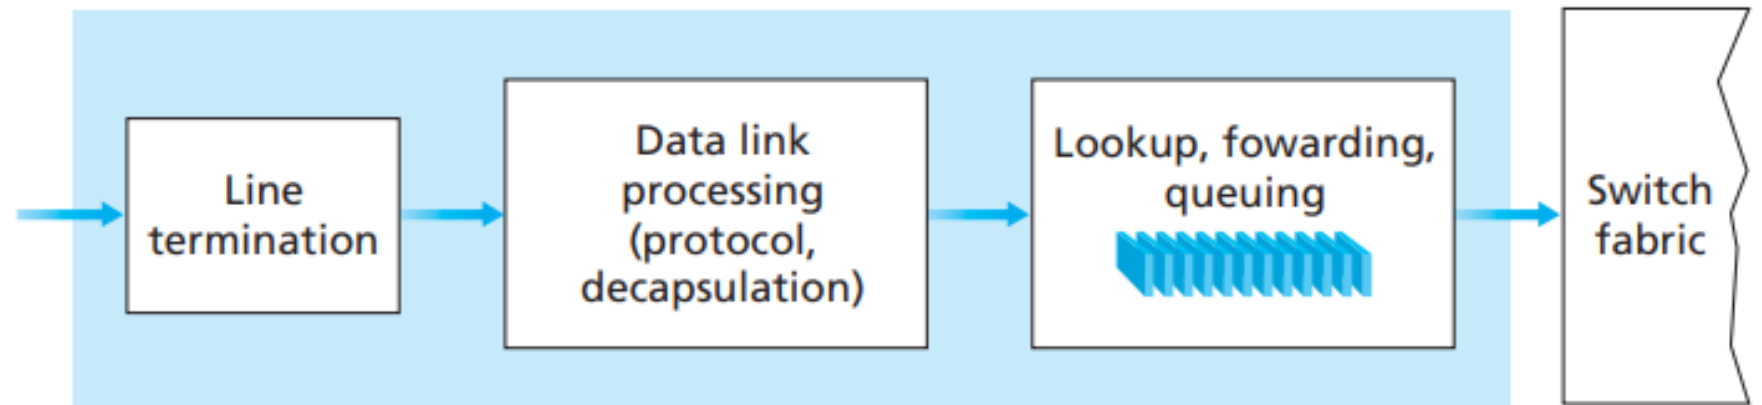 Line
termination
Data link
processing
(protocol,
decapsulation)
Lookup, fowarding,
queuing
Switch
fabric